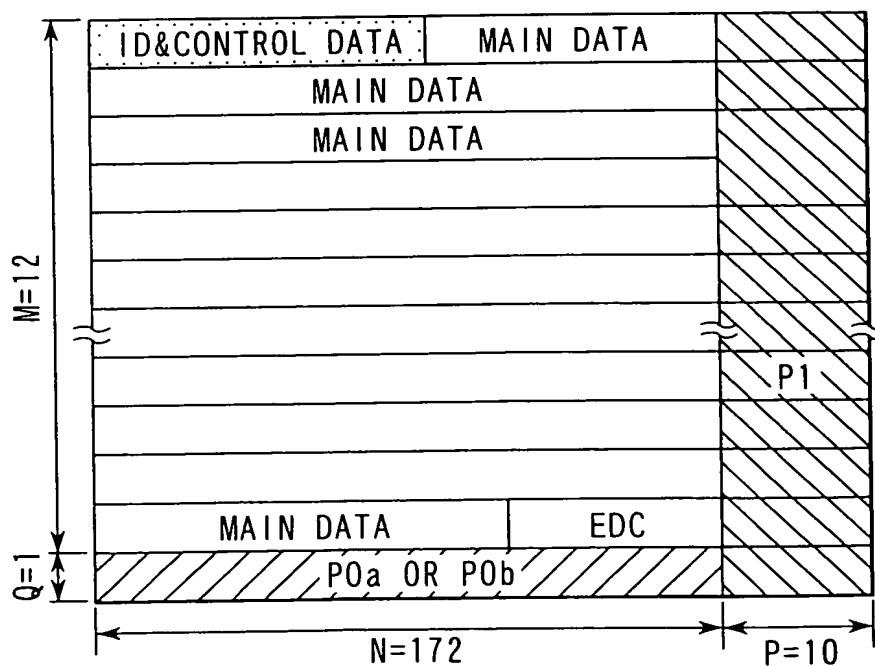 ID&CONTROL DATA MAIN DATA
MAIN DATA
MAIN DATA
M=12
P1
MAIN DATA EDC
Q=1
POa OR POb
N=172 P=10